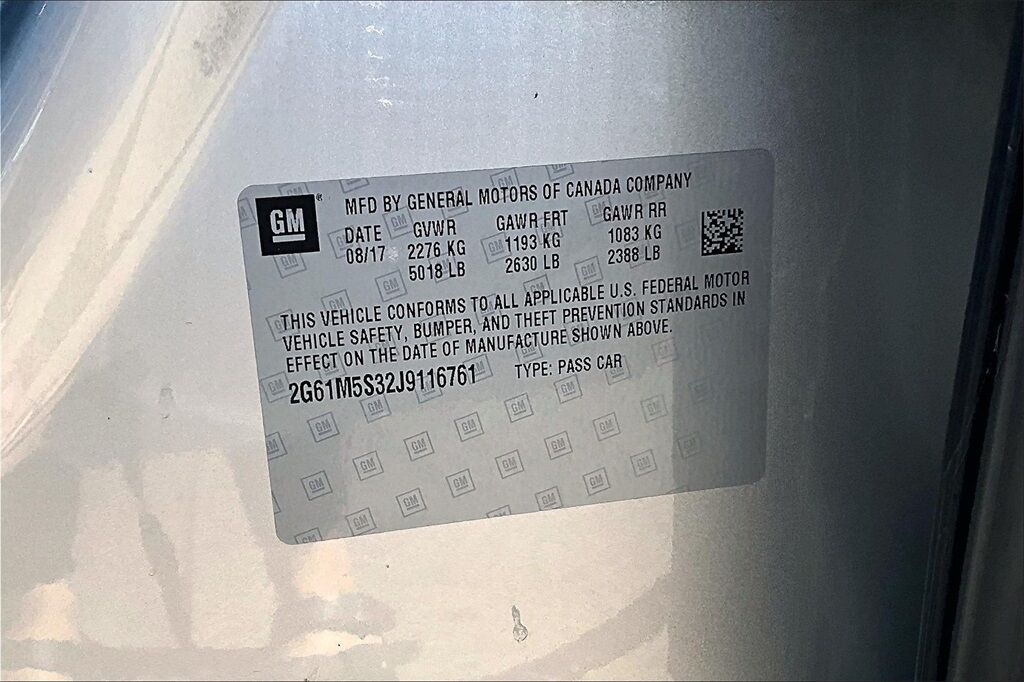 GM
®
MFD BY GENERAL MOTORS OF CANADA COMPANY
DATE GVWR GAWR FRT GAWR RR
08/17 2276 KG 1193 KG 1083 KG
5018 LB 2630 LB 2388 LB
THIS VEHICLE CONFORMS TO ALL APPLICABLE U.S. FEDERAL MOTOR
VEHICLE SAFETY, BUMPER, AND THEFT PREVENTION STANDARDS IN
EFFECT ON THE DATE OF MANUFACTURE SHOWN ABOVE.
2G61M5S32J9116761 TYPE: PASS CAR